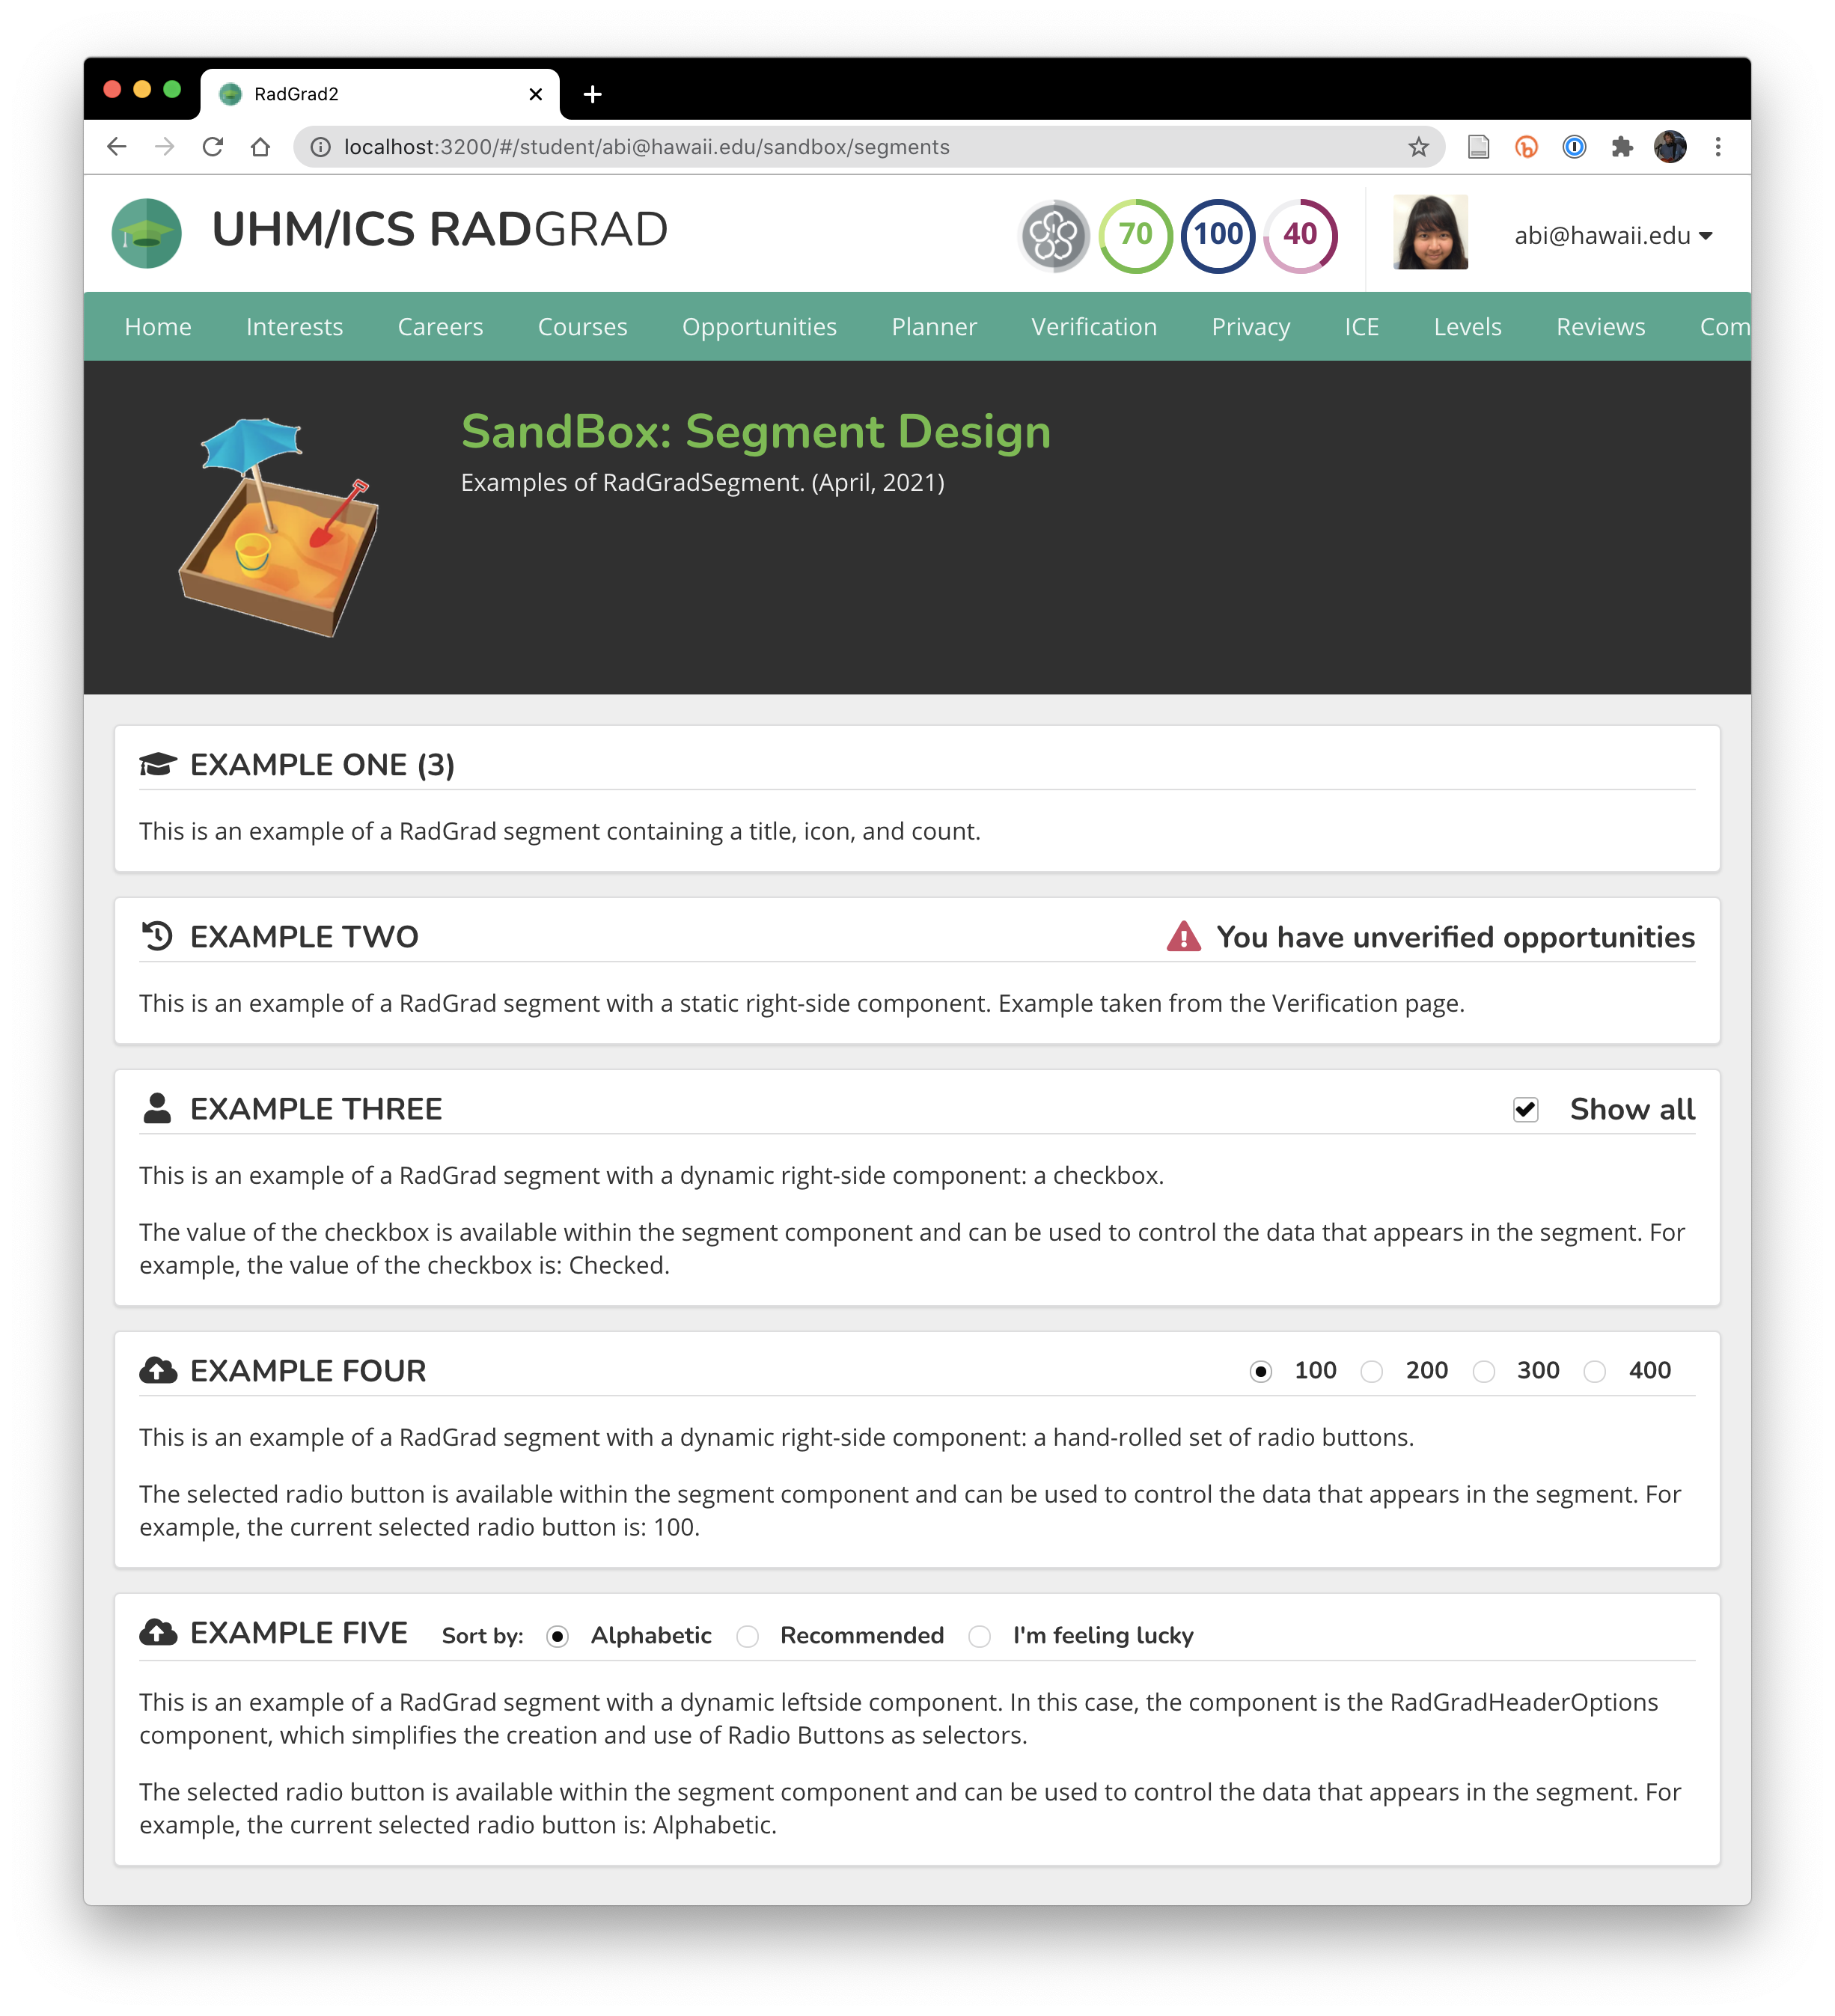 RadGrad2
localhost:3200/#/student/abi@hawaii.edu/sandbox/segments
UHM/ICS RADGRAD
70
100
40
abi@hawaii.edu
Home Interests Careers Courses Opportunities Planner Verification Privacy ICE Levels Reviews Com
SandBox: Segment Design
Examples of RadGradSegment. (April, 2021)
EXAMPLE ONE (3)
This is an example of a RadGrad segment containing a title, icon, and count.
EXAMPLE TWO
You have unverified opportunities
This is an example of a RadGrad segment with a static right-side component. Example taken from the Verification page.
EXAMPLE THREE
Show all
This is an example of a RadGrad segment with a dynamic right-side component: a checkbox.
The value of the checkbox is available within the segment component and can be used to control the data that appears in the segment. For
example, the value of the checkbox is: Checked.
EXAMPLE FOUR
100 200 300 400
This is an example of a RadGrad segment with a dynamic right-side component: a hand-rolled set of radio buttons.
The selected radio button is available within the segment component and can be used to control the data that appears in the segment. For
example, the current selected radio button is: 100.
EXAMPLE FIVE Sort by: Alphabetic Recommended I'm feeling lucky
This is an example of a RadGrad segment with a dynamic leftside component. In this case, the component is the RadGradHeaderOptions
component, which simplifies the creation and use of Radio Buttons as selectors.
The selected radio button is available within the segment component and can be used to control the data that appears in the segment. For
example, the current selected radio button is: Alphabetic.